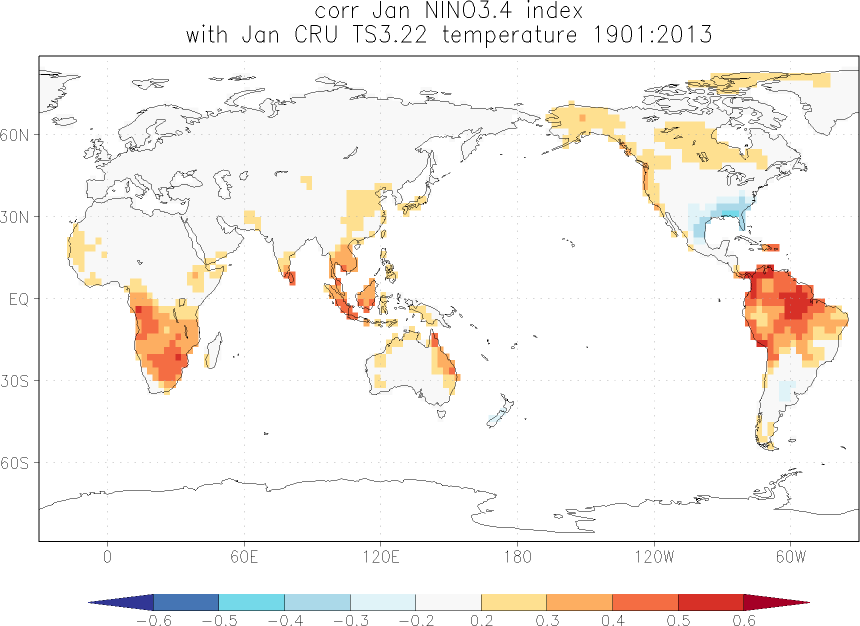 corr Jan NINO3.4 index
with Jan CRU TS3.22 temperature 1901:2013
60N
30N
EQ
30S
60S
0 60E 120E 180 120W 60W
−0.6 −0.5 −0.4 −0.3 −0.2 0.2 0.3 0.4 0.5 0.6